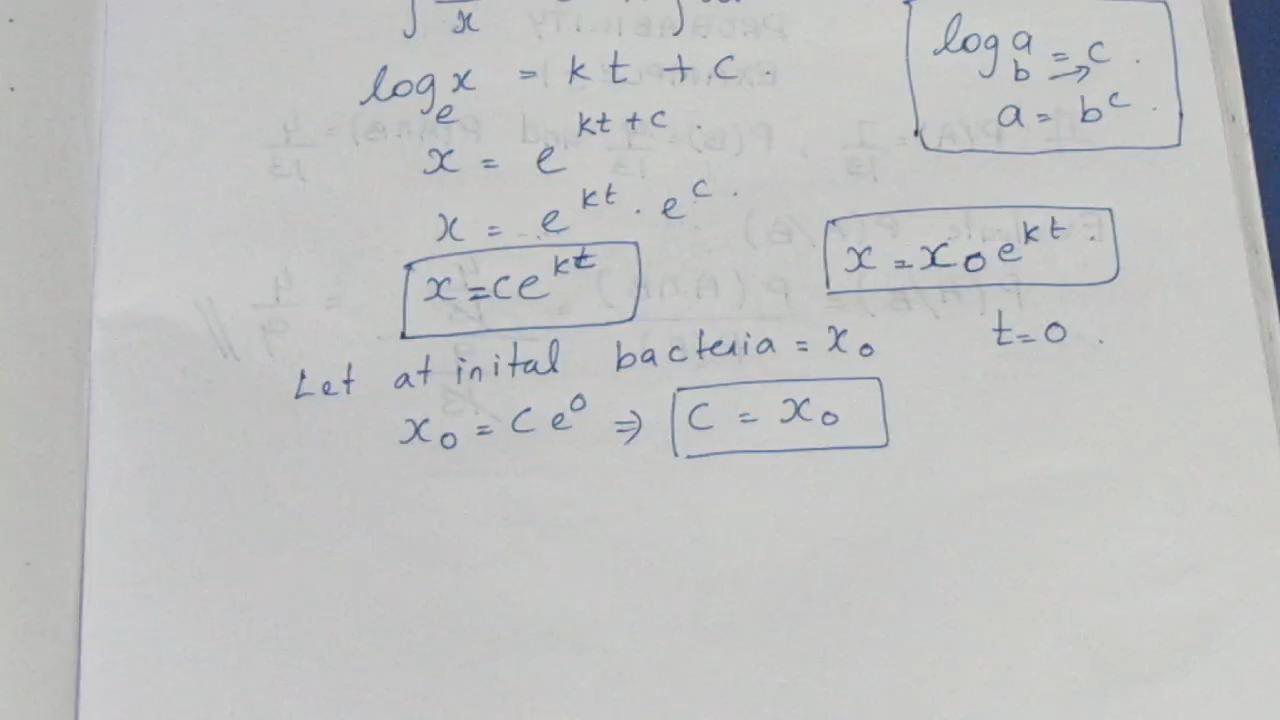 ∫ x
log_e x = kt + c.
log_b a = c.
a = b^c.
x = e^{kt+c}.
x = e^{kt} . e^c.
x = ce^{kt}
x = x₀e^{kt}.
Let at inital bacteria = x₀ t=0.
x₀ = Ce⁰ ⇒ C = x₀